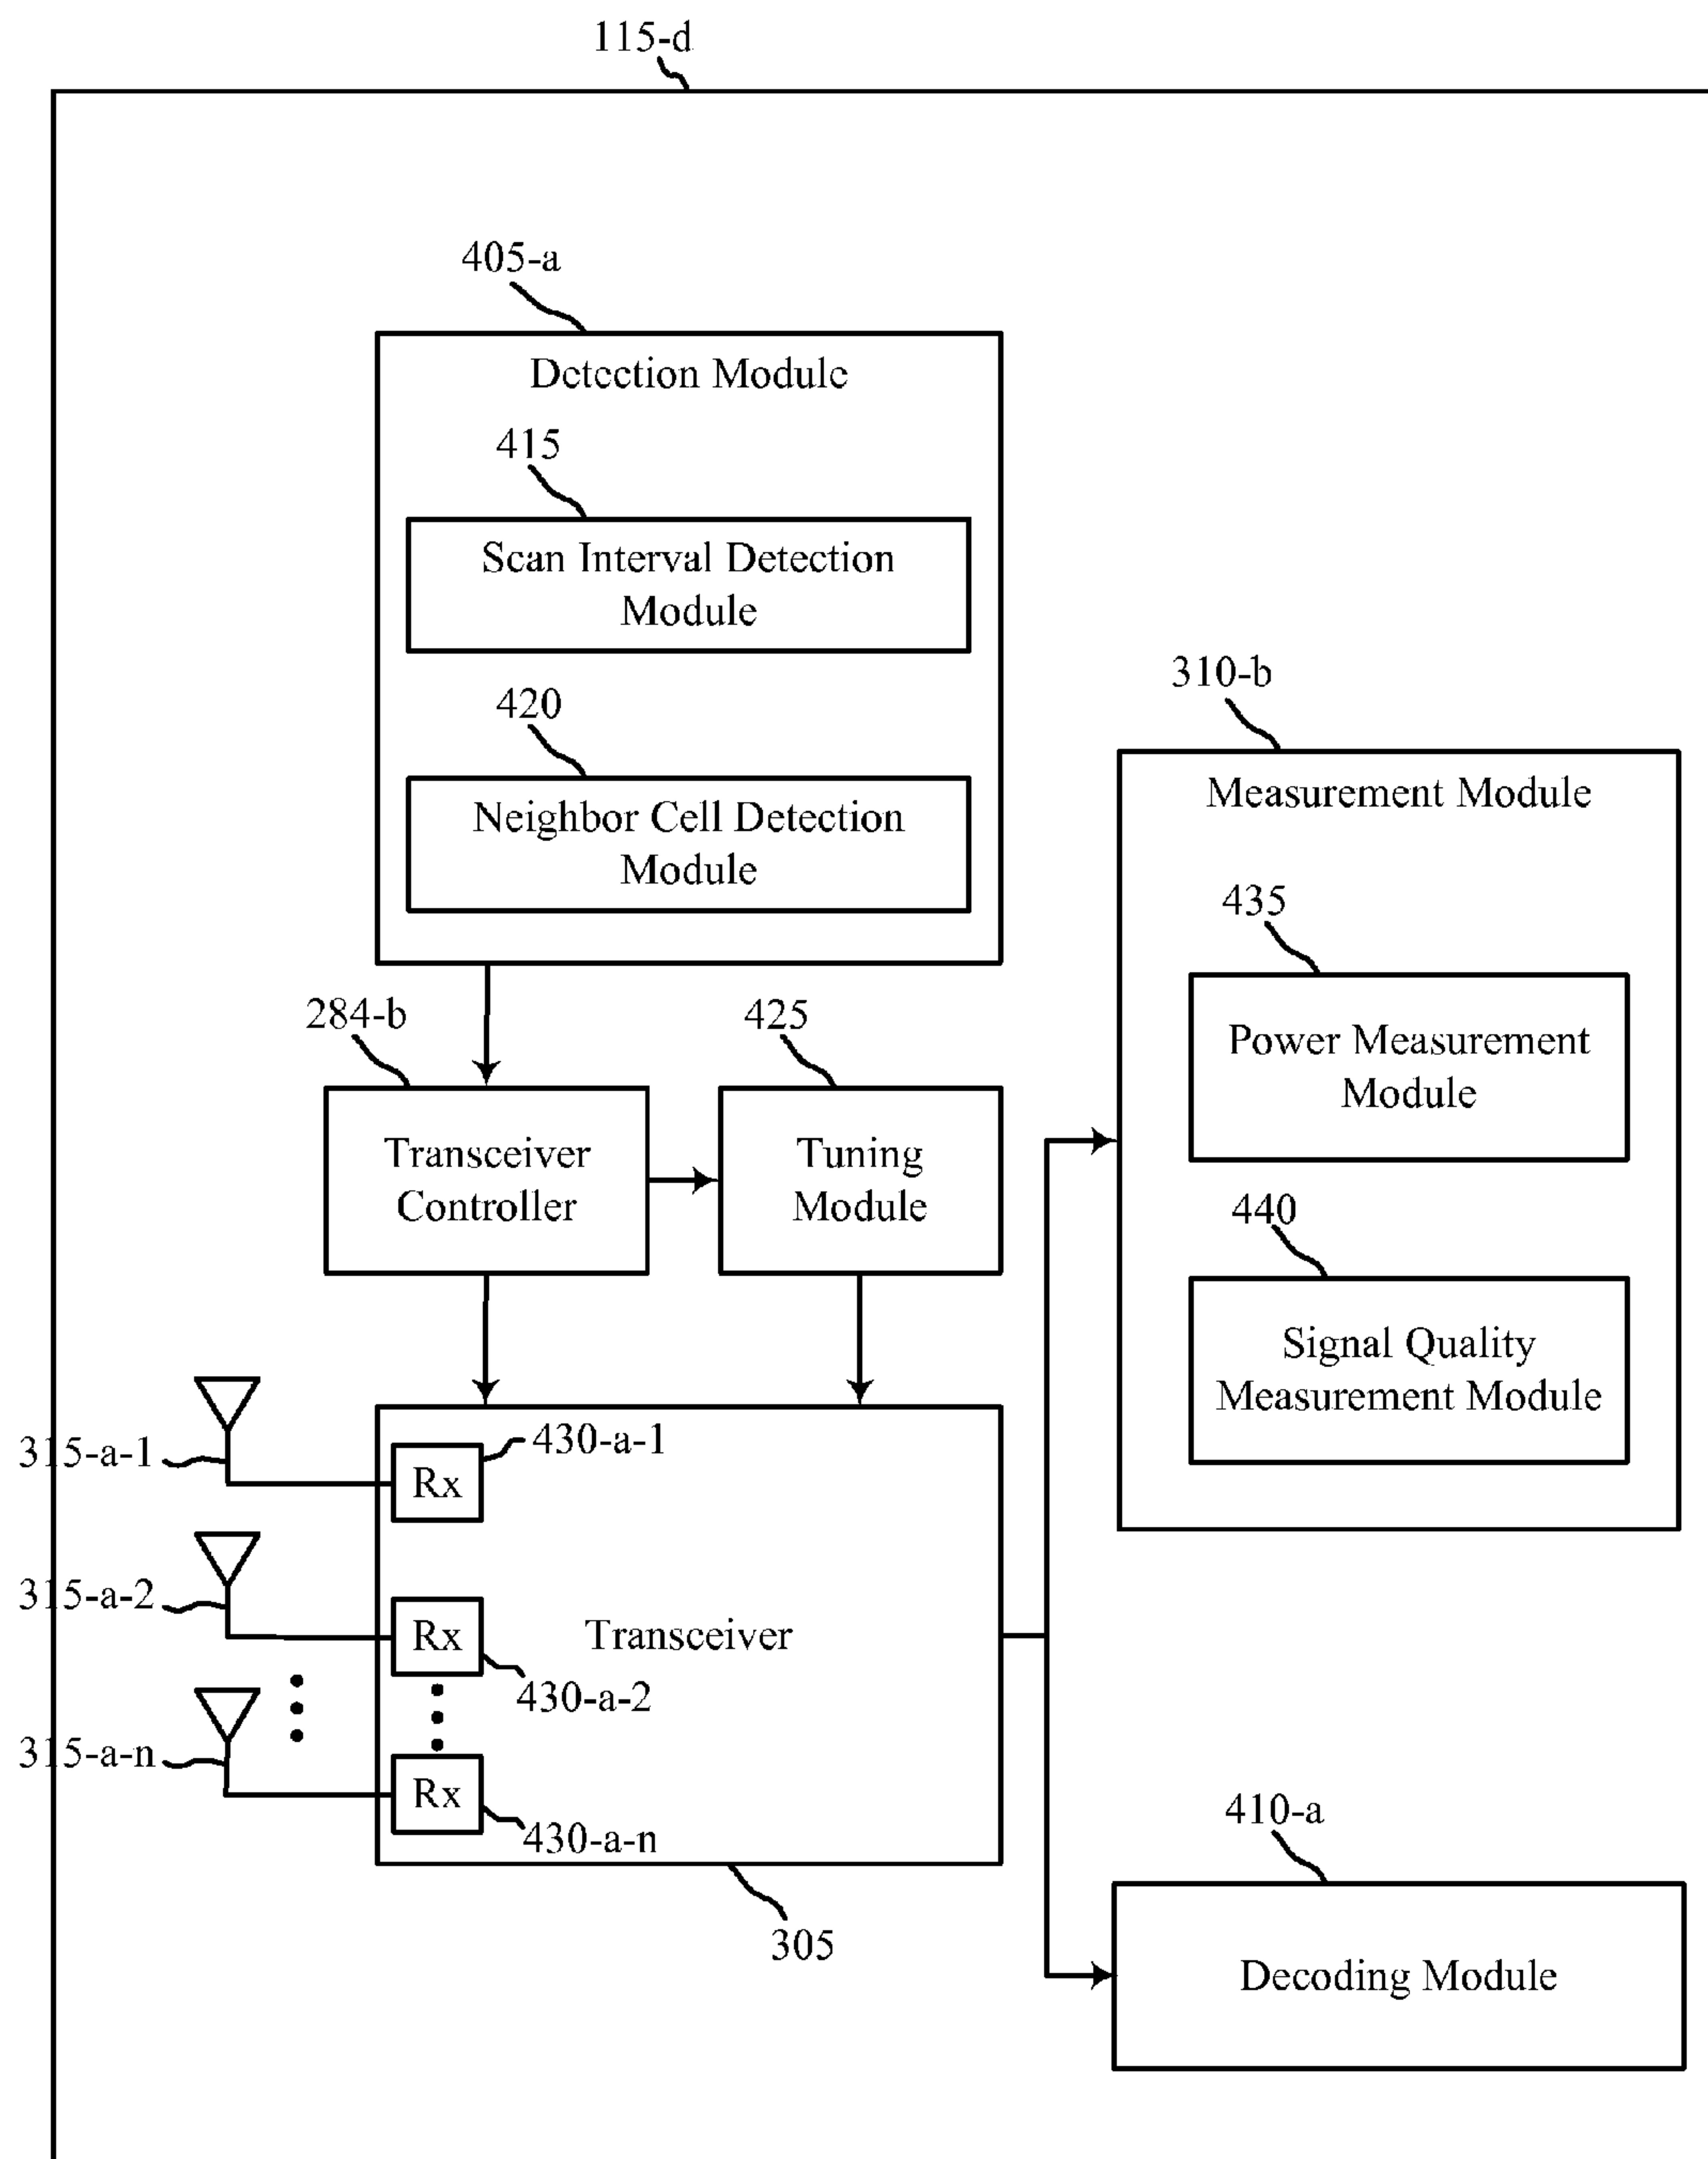 115-d
405-a
Detection Module
415
Scan Interval Detection
Module
420
Neighbor Cell Detection
Module
310-b
Measurement Module
435
Power Measurement
Module
440
Signal Quality
Measurement Module
284-b
Transceiver
Controller
425
Tuning
Module
315-a-1
Rx
430-a-1
315-a-2
Rx
Transceiver
430-a-2
315-a-n
Rx
430-a-n
305
410-a
Decoding Module